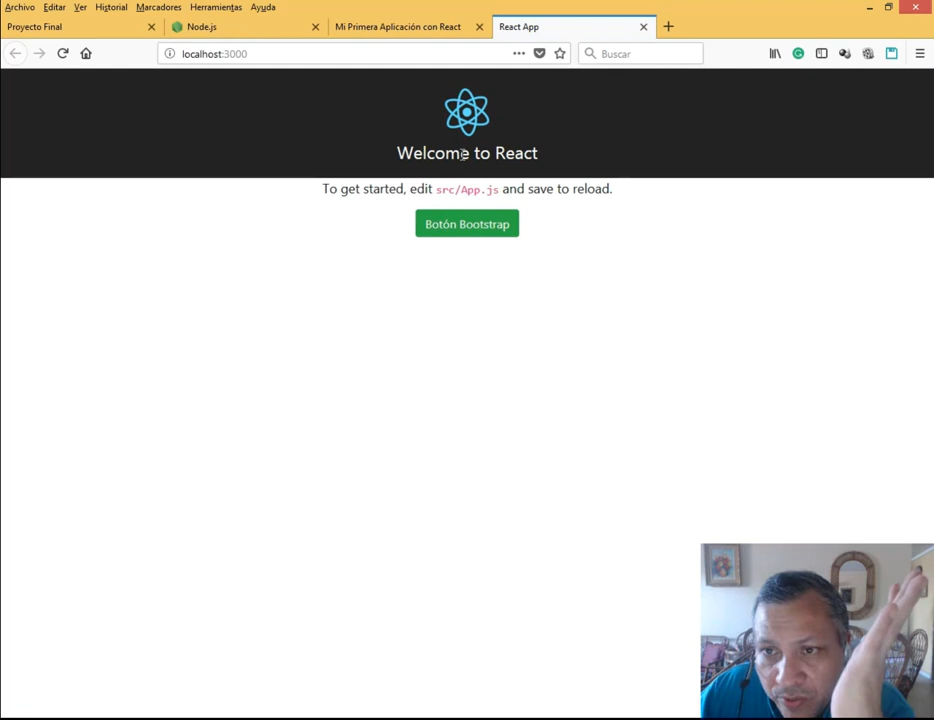 Archivo Editar Ver Historial Marcadores Herramientas Ayuda
Proyecto Final Node.js Mi Primera Aplicación con React React App
localhost:3000 Buscar
Welcome to React
To get started, edit src/App.js and save to reload.
Botón Bootstrap